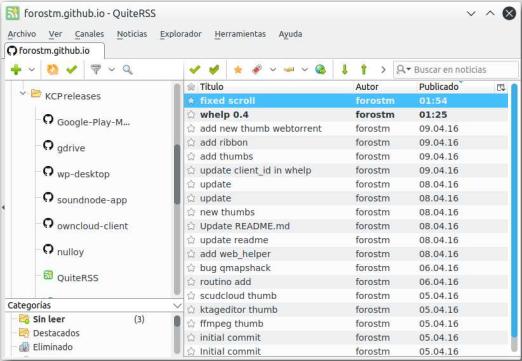 forostm.github.io - QuiteRSS
Archivo Ver Canales Noticias Explorador Herramientas Ayuda
forostm.github.io
Buscar en noticias
KCPreleases
Google-Play-M...
gdrive
wp-desktop
soundnode-app
owncloud-client
nulloy
QuiteRSS
Categorías
Sin leer (3)
Destacados
Eliminado
Título Autor Publicado
fixed scroll forostm 01:54
whelp 0.4 forostm 01:25
add new thumb webtorrent forostm 09.04.16
add ribbon forostm 09.04.16
add thumbs forostm 09.04.16
update client_id in whelp forostm 09.04.16
update forostm 08.04.16
update forostm 08.04.16
new thumbs forostm 08.04.16
Update README.md forostm 08.04.16
update readme forostm 08.04.16
add web_helper forostm 08.04.16
bug qmapshack forostm 06.04.16
routino add forostm 06.04.16
scudcloud thumb forostm 05.04.16
ktageditor thumb forostm 05.04.16
ffmpeg thumb forostm 05.04.16
initial commit forostm 05.04.16
Initial commit forostm 05.04.16